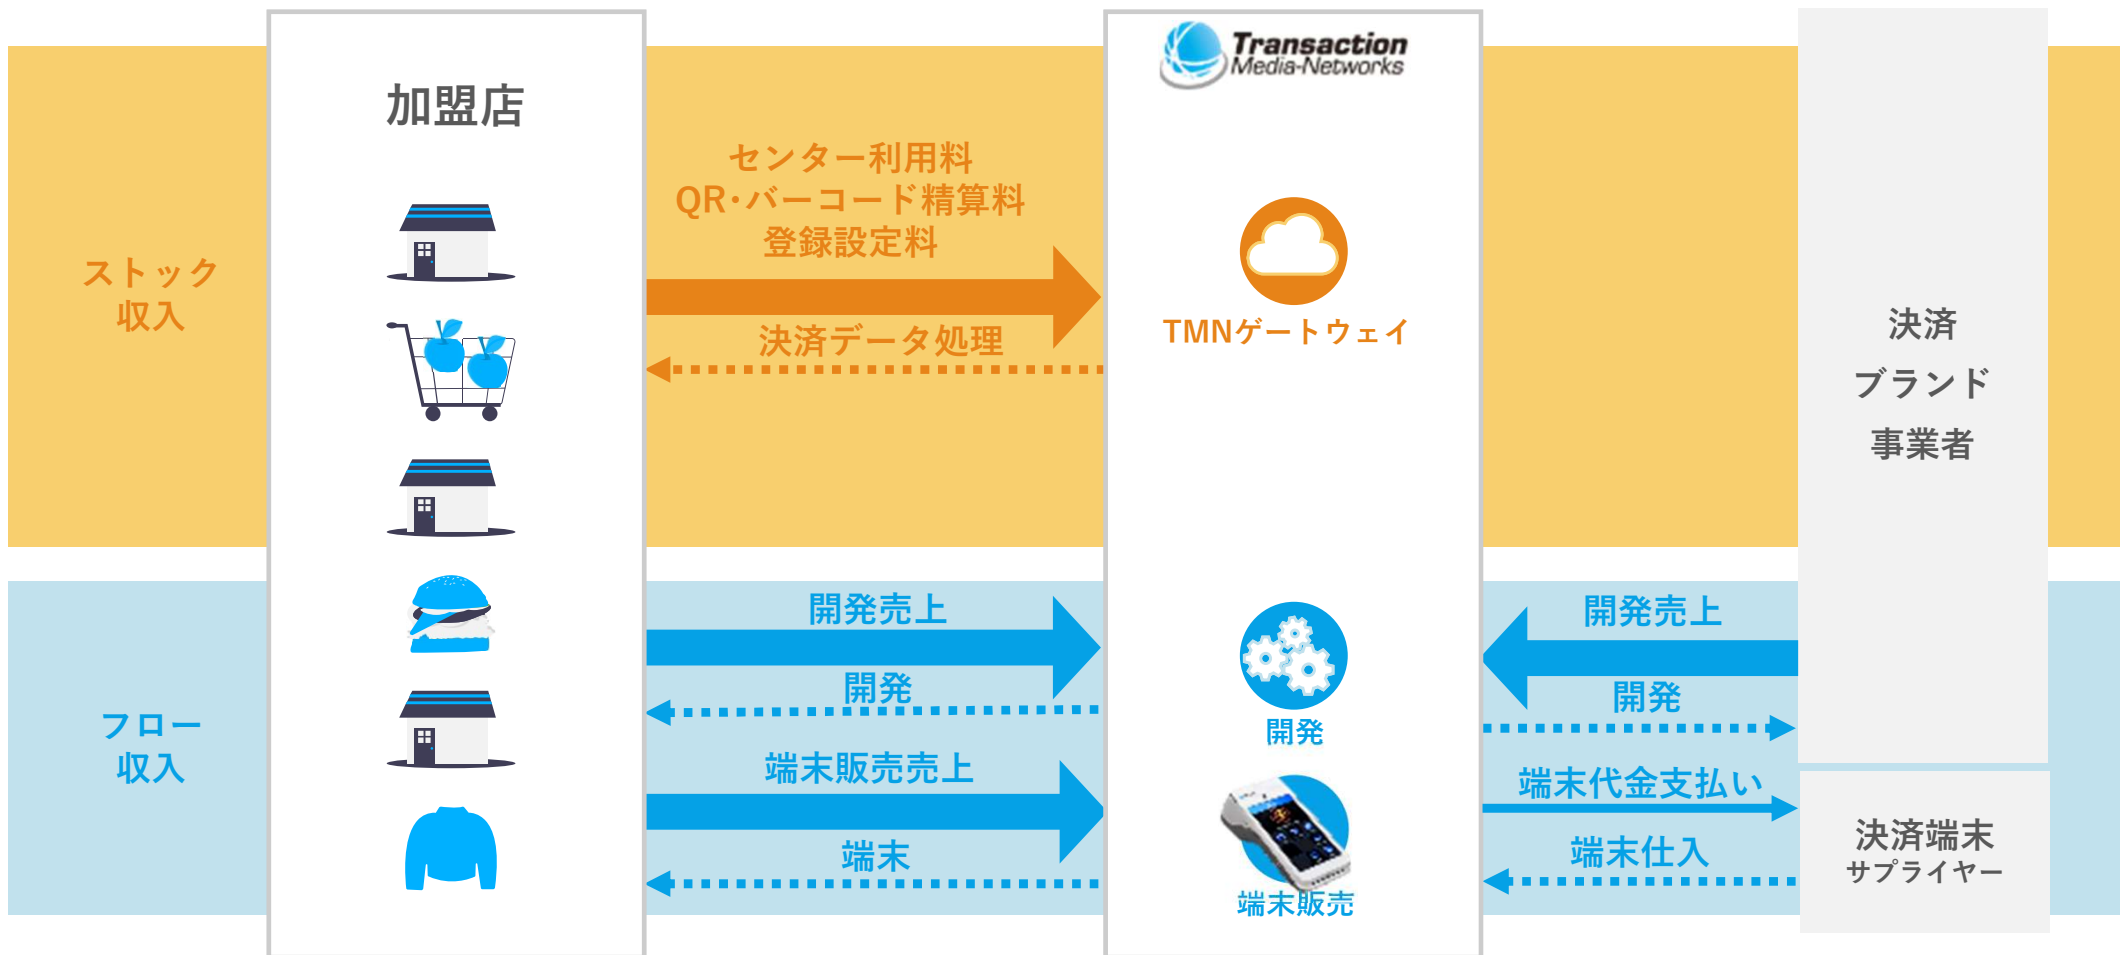 Transaction
Media-Networks
加盟店
ストック
収入
センター利用料
QR・バーコード精算料
登録設定料
決済データ処理
TMNゲートウェイ
決済
ブランド
事業者
フロー
収入
開発売上
開発
開発
開発売上
開発
端末販売売上
端末
端末販売
端末代金支払い
端末仕入
決済端末
サプライヤー